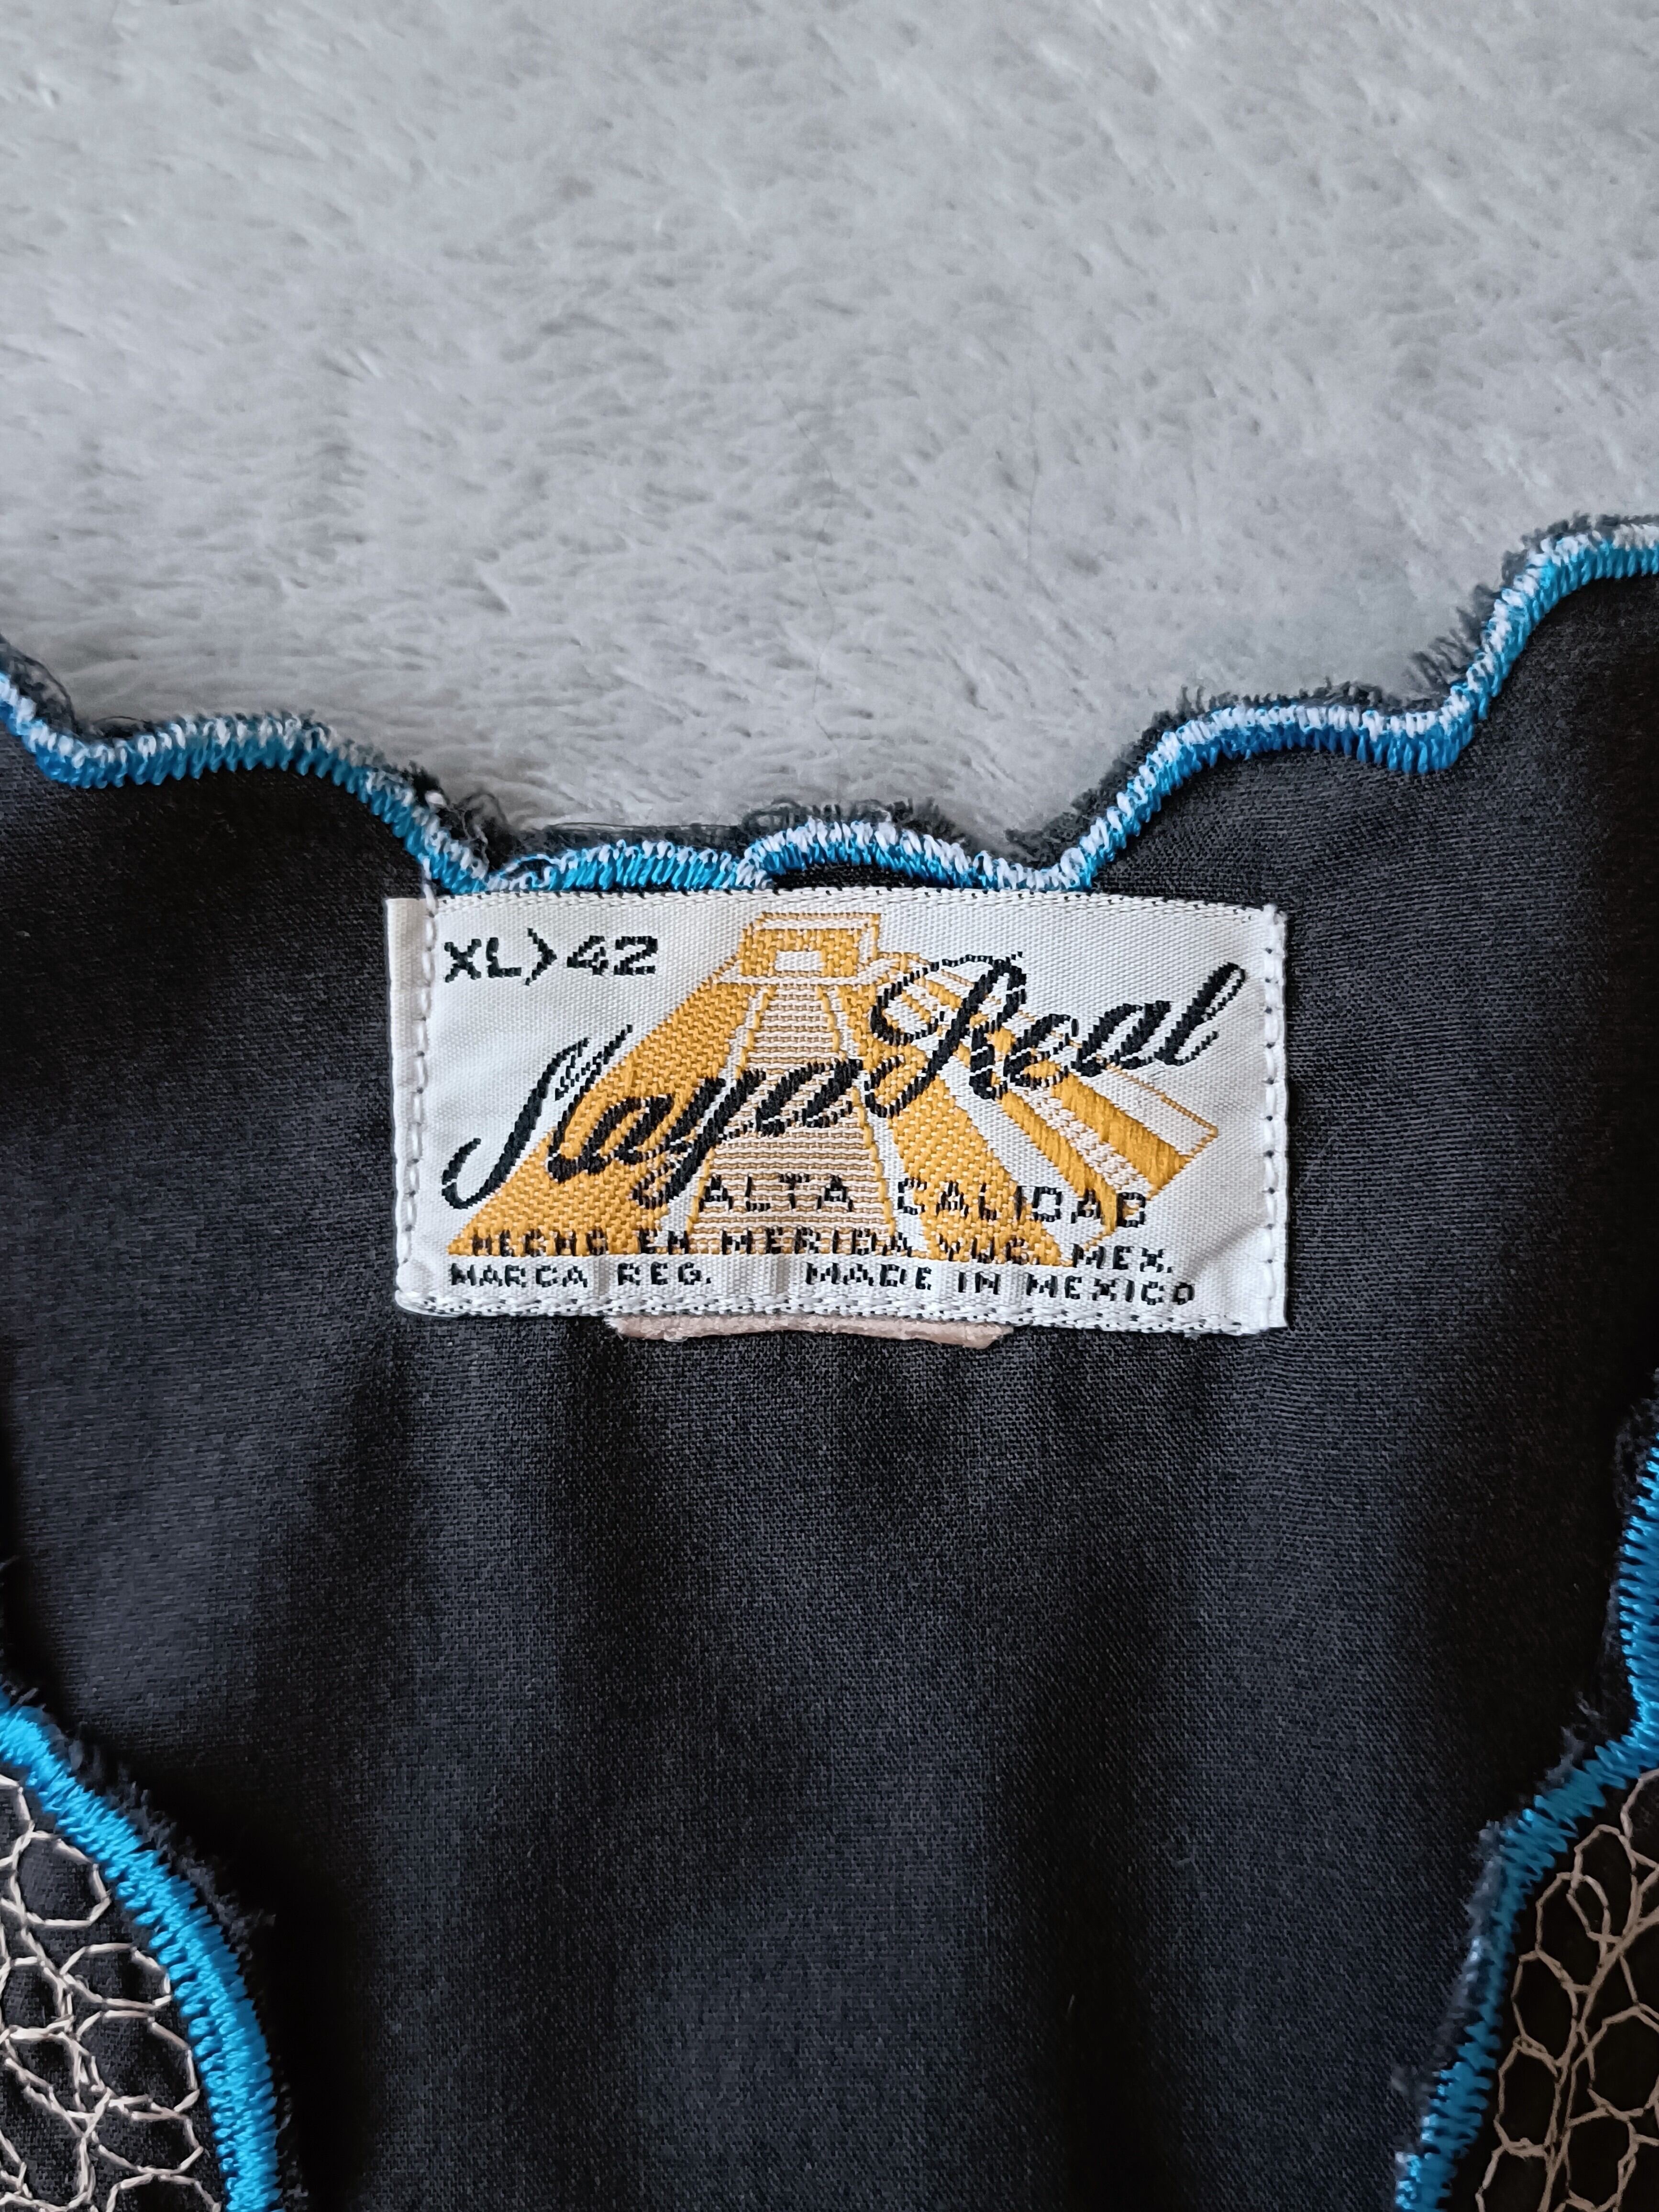 XL>42
Maya Real
ALTA CALIDAD
HECHO EN MERIDA, YUC, MEX.
MARCA REG. MADE IN MEXICO